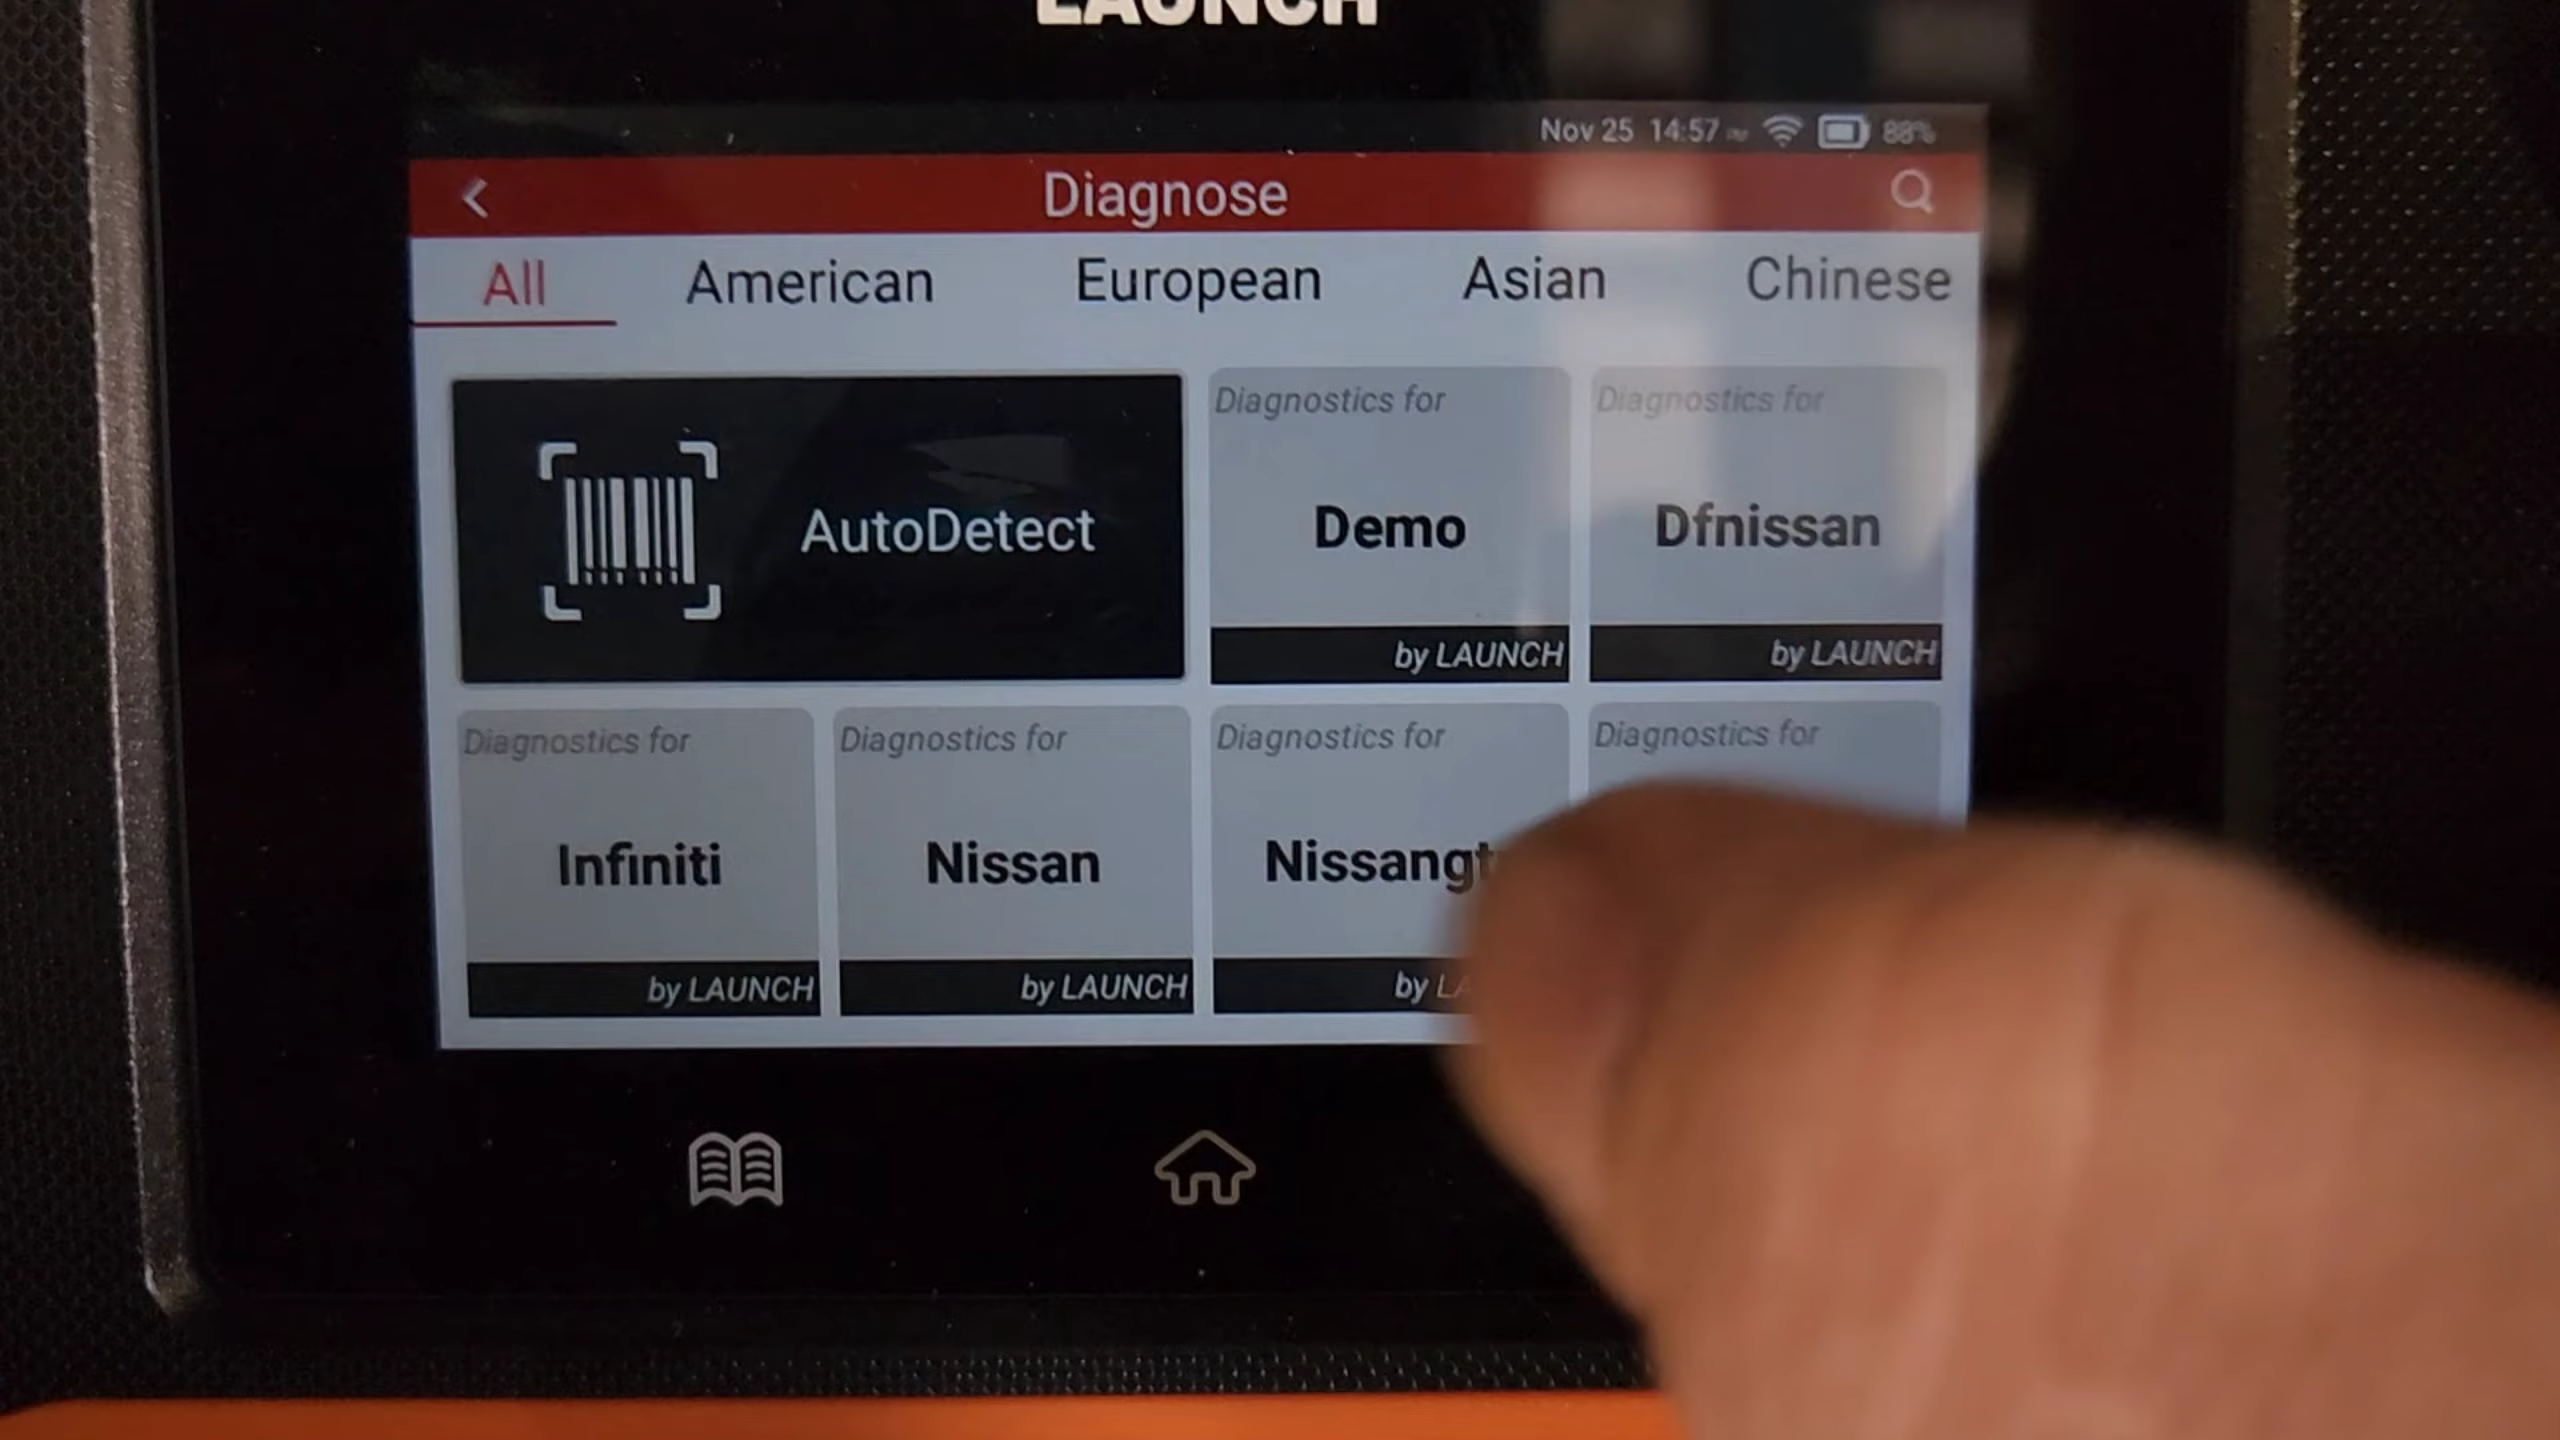 LAUNCH
Nov 25 14:57 88%
Diagnose
All American European Asian Chinese
AutoDetect
Diagnostics for
Demo
by LAUNCH
Diagnostics for
Dfnissan
by LAUNCH
Diagnostics for
Infiniti
by LAUNCH
Diagnostics for
Nissan
by LAUNCH
Diagnostics for
Nissangt
by LA
Diagnostics for